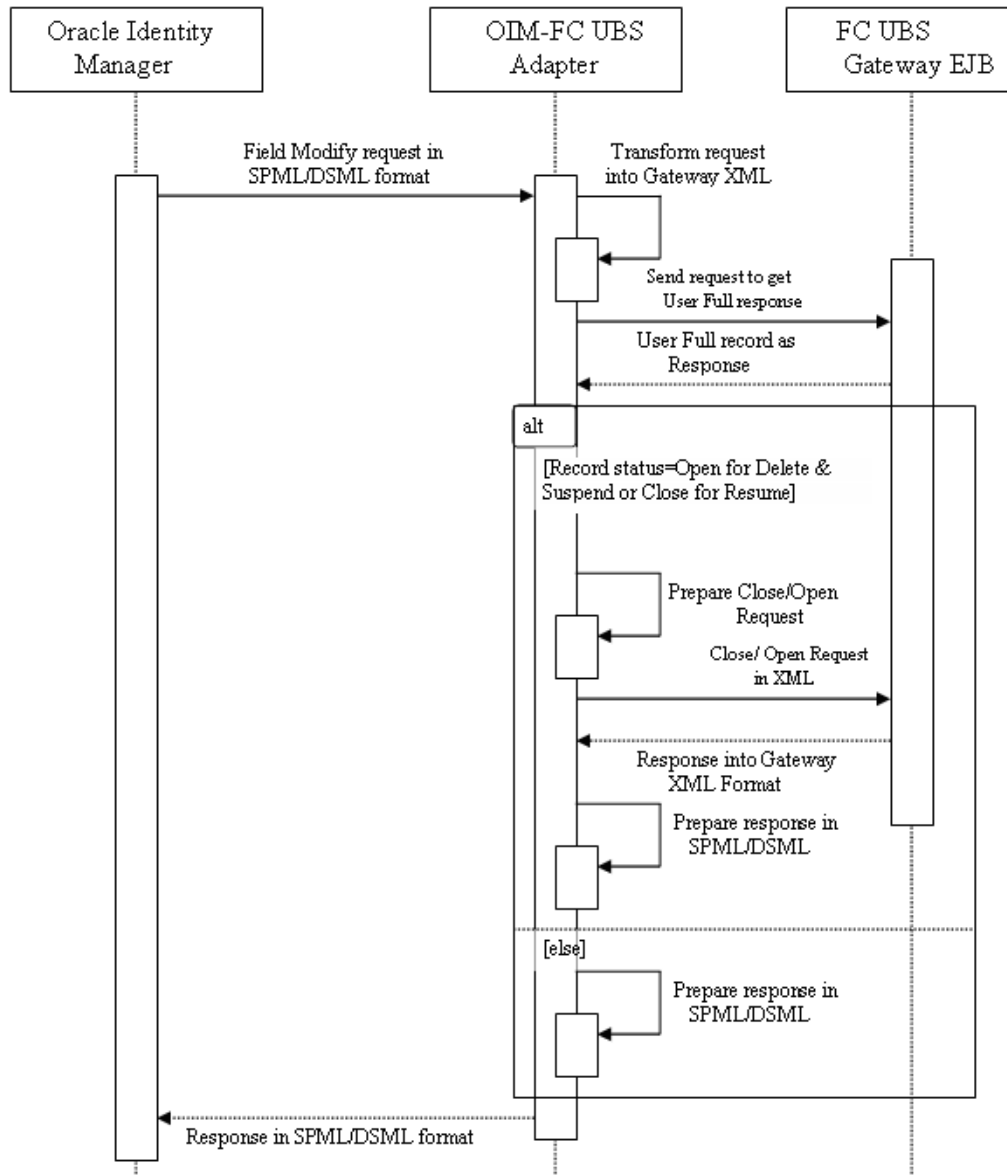 Oracle Identity
Manager
OIM-FC UBS
Adapter
FC UBS
Gateway EJB
Field Modify request in
SPML/DSML format
Transform request
into Gateway XML
Send request to get
User Full response
User Full record as
Response
alt
[Record status=Open for Delete &
Suspend or Close for Resume]
Prepare Close/Open
Request
Close/ Open Request
in XML
Response into Gateway
XML Format
Prepare response in
SPML/DSML
[else]
Prepare response in
SPML/DSML
Response in SPML/DSML format